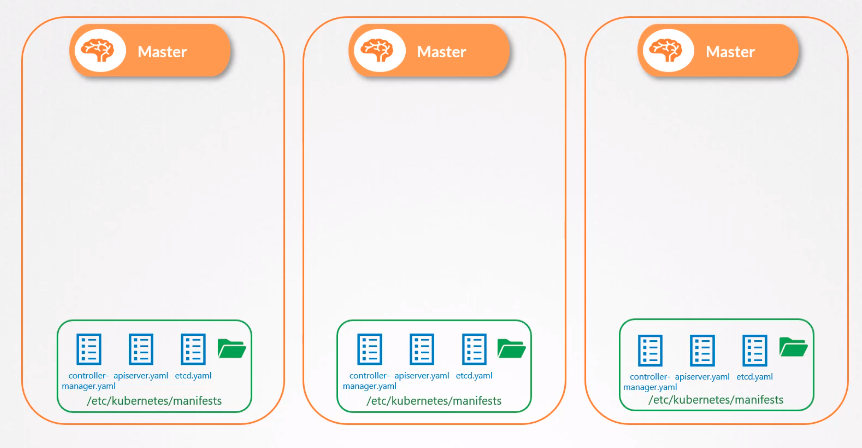 Master
controller-
manager.yaml
apiserver.yaml
etcd.yaml
/etc/kubernetes/manifests
Master
controller-
manager.yaml
apiserver.yaml
etcd.yaml
/etc/kubernetes/manifests
Master
controller-
manager.yaml
apiserver.yaml
etcd.yaml
/etc/kubernetes/manifests